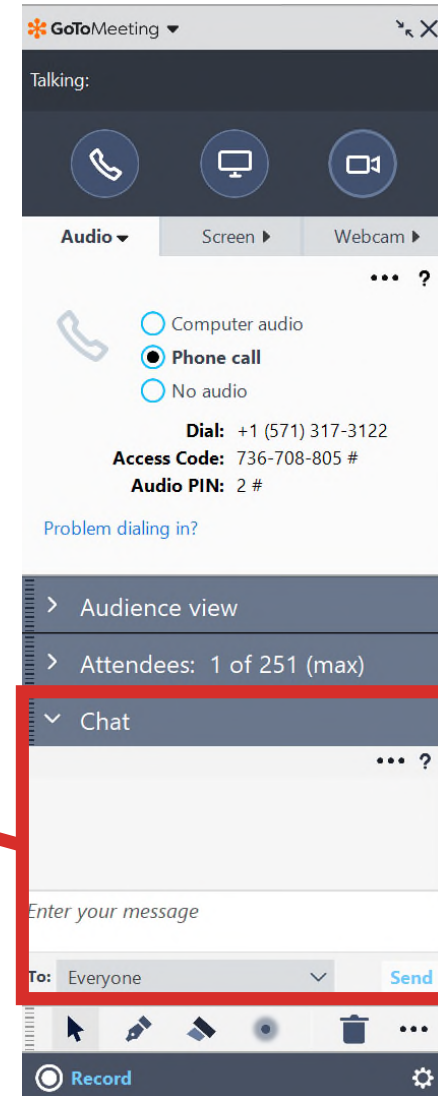 GoToMeeting
Talking:
Audio Screen Webcam
... ?
Computer audio
Phone call
No audio
Dial: +1 (571) 317-3122
Access Code: 736-708-805 #
Audio PIN: 2 #
Problem dialing in?
Audience view
Attendees: 1 of 251 (max)
Chat
... ?
Enter your message
To: Everyone Send
...
Record